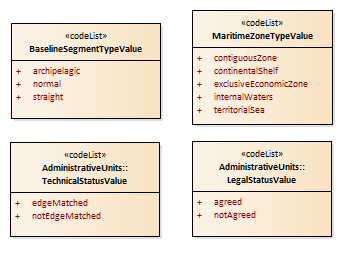 «codeList»
BaselineSegmentTypeValue
+ archipelagic
+ normal
+ straight
«codeList»
MaritimeZoneTypeValue
+ contiguousZone
+ continentalShelf
+ exclusiveEconomicZone
+ internalWaters
+ territorialSea
«codeList»
AdministrativeUnits::
TechnicalStatusValue
+ edgeMatched
+ notEdgeMatched
«codeList»
AdministrativeUnits::
LegalStatusValue
+ agreed
+ notAgreed